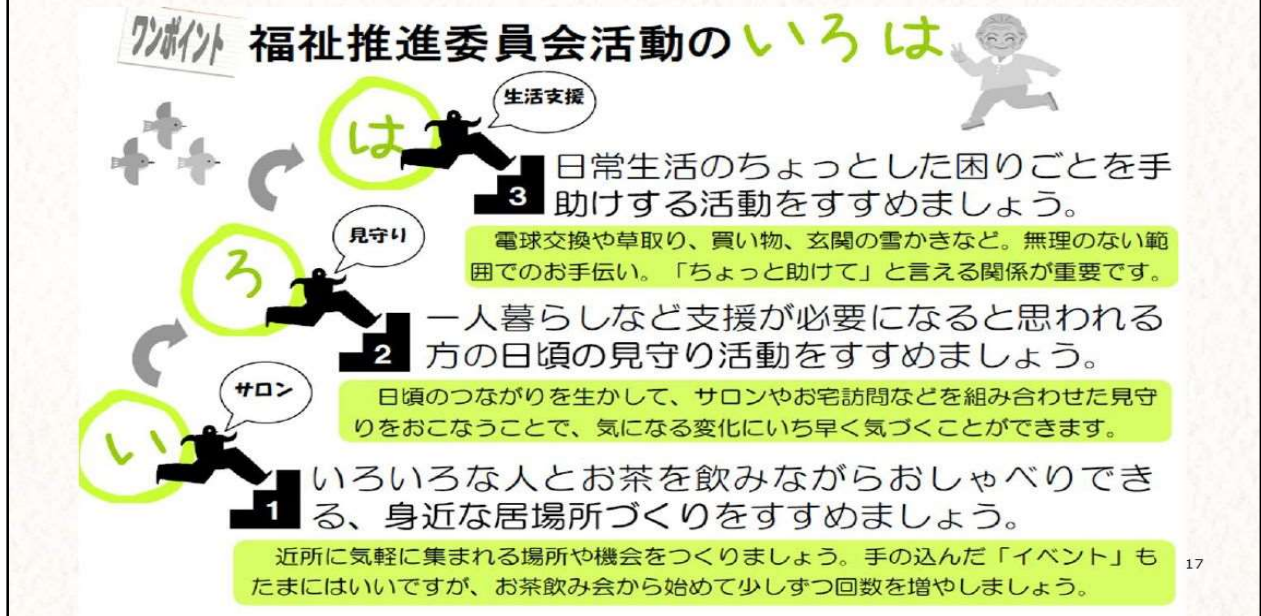 ワンポイント 福祉推進委員会活動のいろは
は
生活支援
3
日常生活のちょっとした困りごとを手
助けする活動をすすめましょう。
電球交換や草取り、買い物、玄関の雪かきなど。無理のない範
囲でのお手伝い。「ちょっと助けて」と言える関係が重要です。
ろ
見守り
2
一人暮らしなど支援が必要になると思われる
方の日頃の見守り活動をすすめましょう。
日頃のつながりを生かして、サロンやお宅訪問などを組み合わせた見守
りをおこなうことで、気になる変化にいち早く気づくことができます。
い
サロン
1
いろいろな人とお茶を飲みながらおしゃべりでき
る、身近な居場所づくりをすすめましょう。
近所に気軽に集まれる場所や機会をつくりましょう。手の込んだ「イベント」も
たまにはいいですが、お茶飲み会から始めて少しずつ回数を増やしましょう。
17